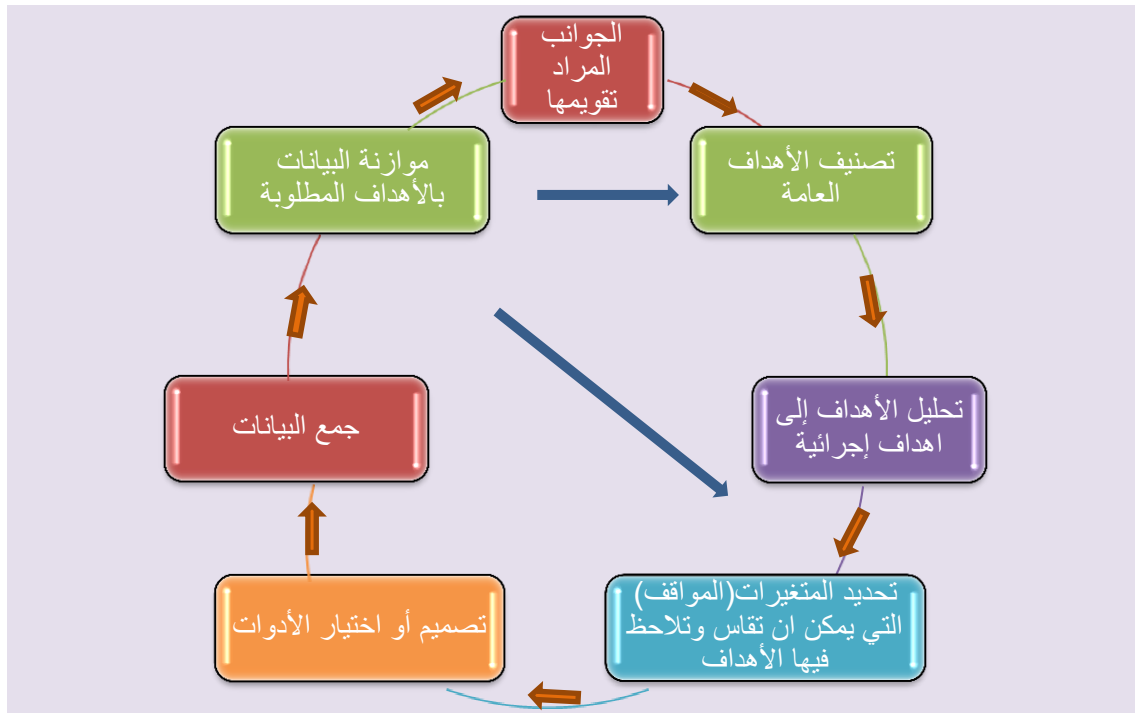 الجوانب
المراد
تقويمها
تصنيف الأهداف
العامة
تحليل الأهداف إلى
اهداف إجرائية
تحديد المتغيرات(المواقف)
التي يمكن ان تقاس وتلاحظ
فيها الأهداف
تصميم أو اختيار الأدوات
جمع البيانات
موازنة البيانات
بالأهداف المطلوبة